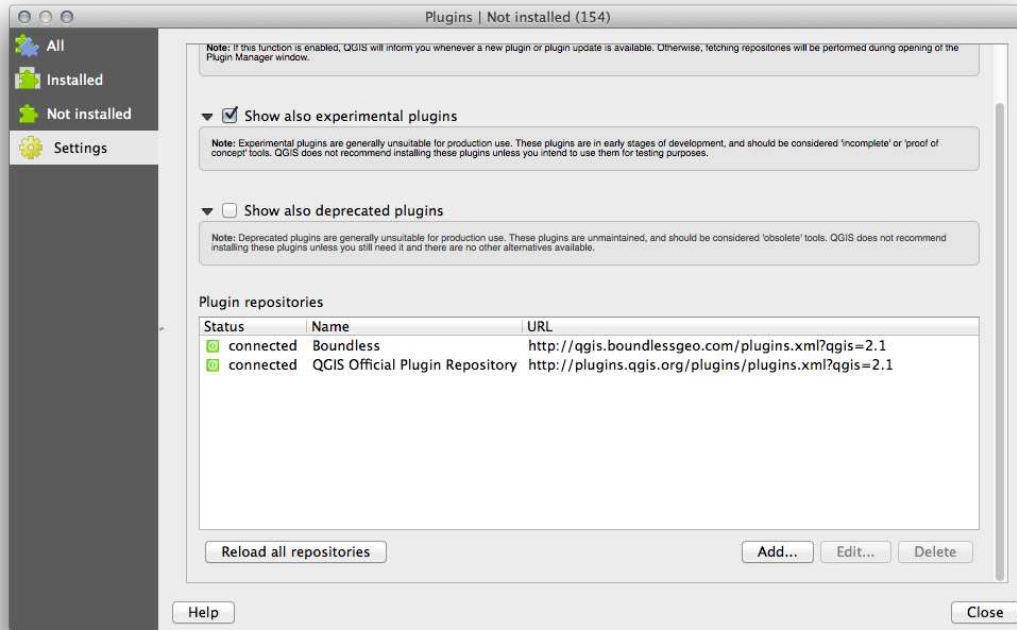 Plugins | Not installed (154)
All
Installed
Not installed
Settings
Note: If this function is enabled, QGIS will inform you whenever a new plugin or plugin update is available. Otherwise, fetching repositories will be performed during opening of the
Plugin Manager window.
Show also experimental plugins
Note: Experimental plugins are generally unsuitable for production use. These plugins are in early stages of development, and should be considered 'incomplete' or 'proof of
concept' tools. QGIS does not recommend installing these plugins unless you intend to use them for testing purposes.
Show also deprecated plugins
Note: Deprecated plugins are generally unsuitable for production use. These plugins are unmaintained, and should be considered 'obsolete' tools. QGIS does not recommend
installing these plugins unless you still need it and there are no other alternatives available.
Plugin repositories
Status Name URL
connected Boundless http://qgis.boundlessgeo.com/plugins.xml?qgis=2.1
connected QGIS Official Plugin Repository http://plugins.qgis.org/plugins/plugins.xml?qgis=2.1
Reload all repositories Add... Edit... Delete
Help Close